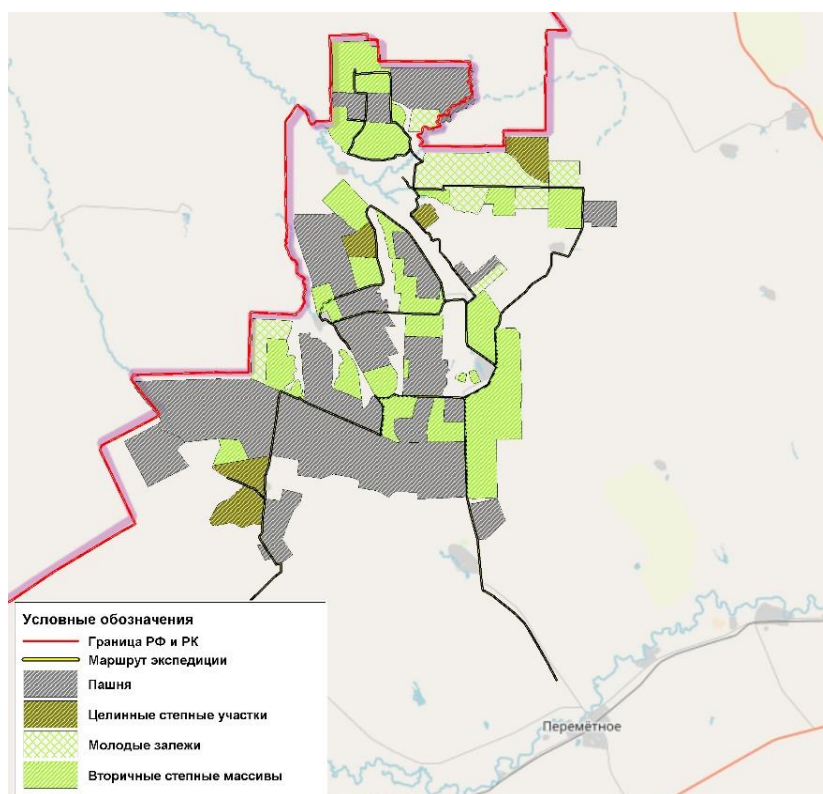 Условные обозначения
Граница РФ и РК
Маршрут экспедиции
Пашня
Целинные степные участки
Молодые залежи
Вторичные степные массивы
Перемётное